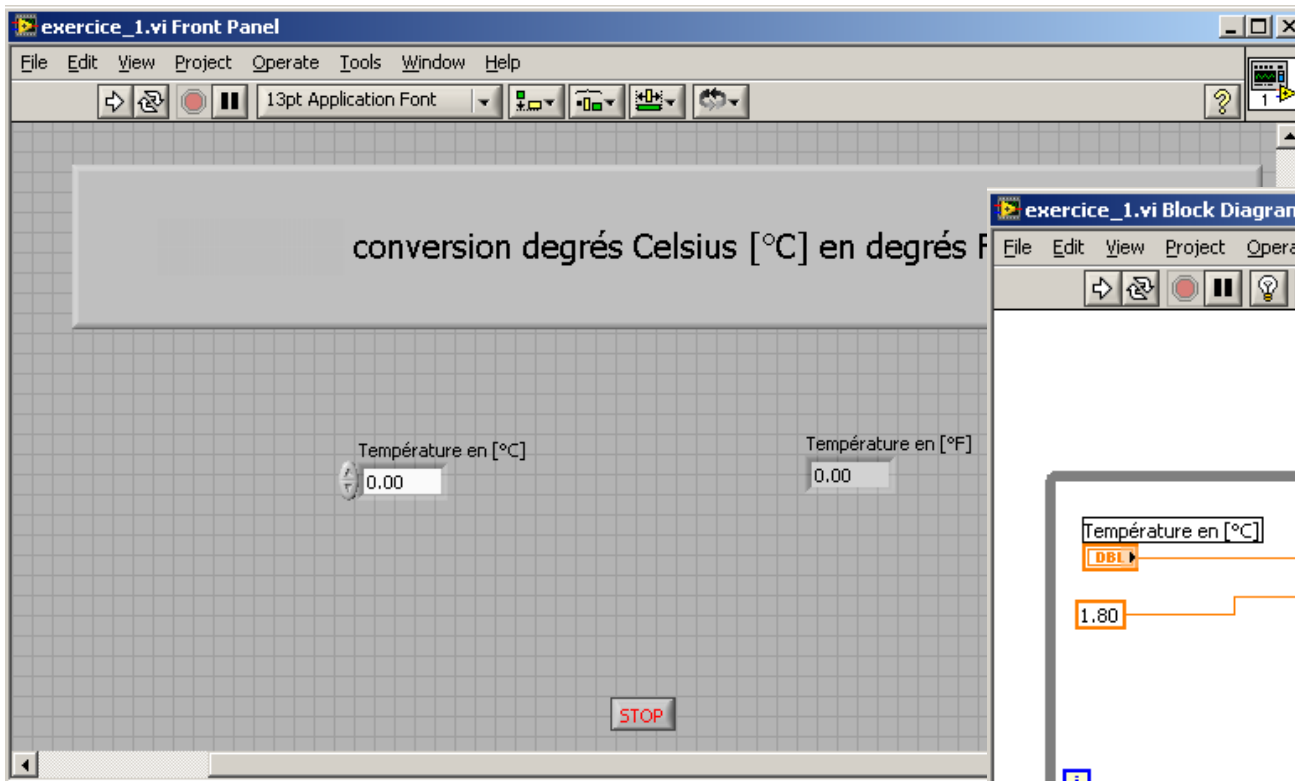 exercice_1.vi Front Panel
File Edit View Project Operate Tools Window Help
13pt Application Font
1
conversion degrés Celsius [°C] en degrés
Température en [°C]
0.00
Température en [°F]
0.00
STOP
exercice_1.vi Block Diagram
File Edit View Project Opera
Température en [°C]
DBL
1.80
i